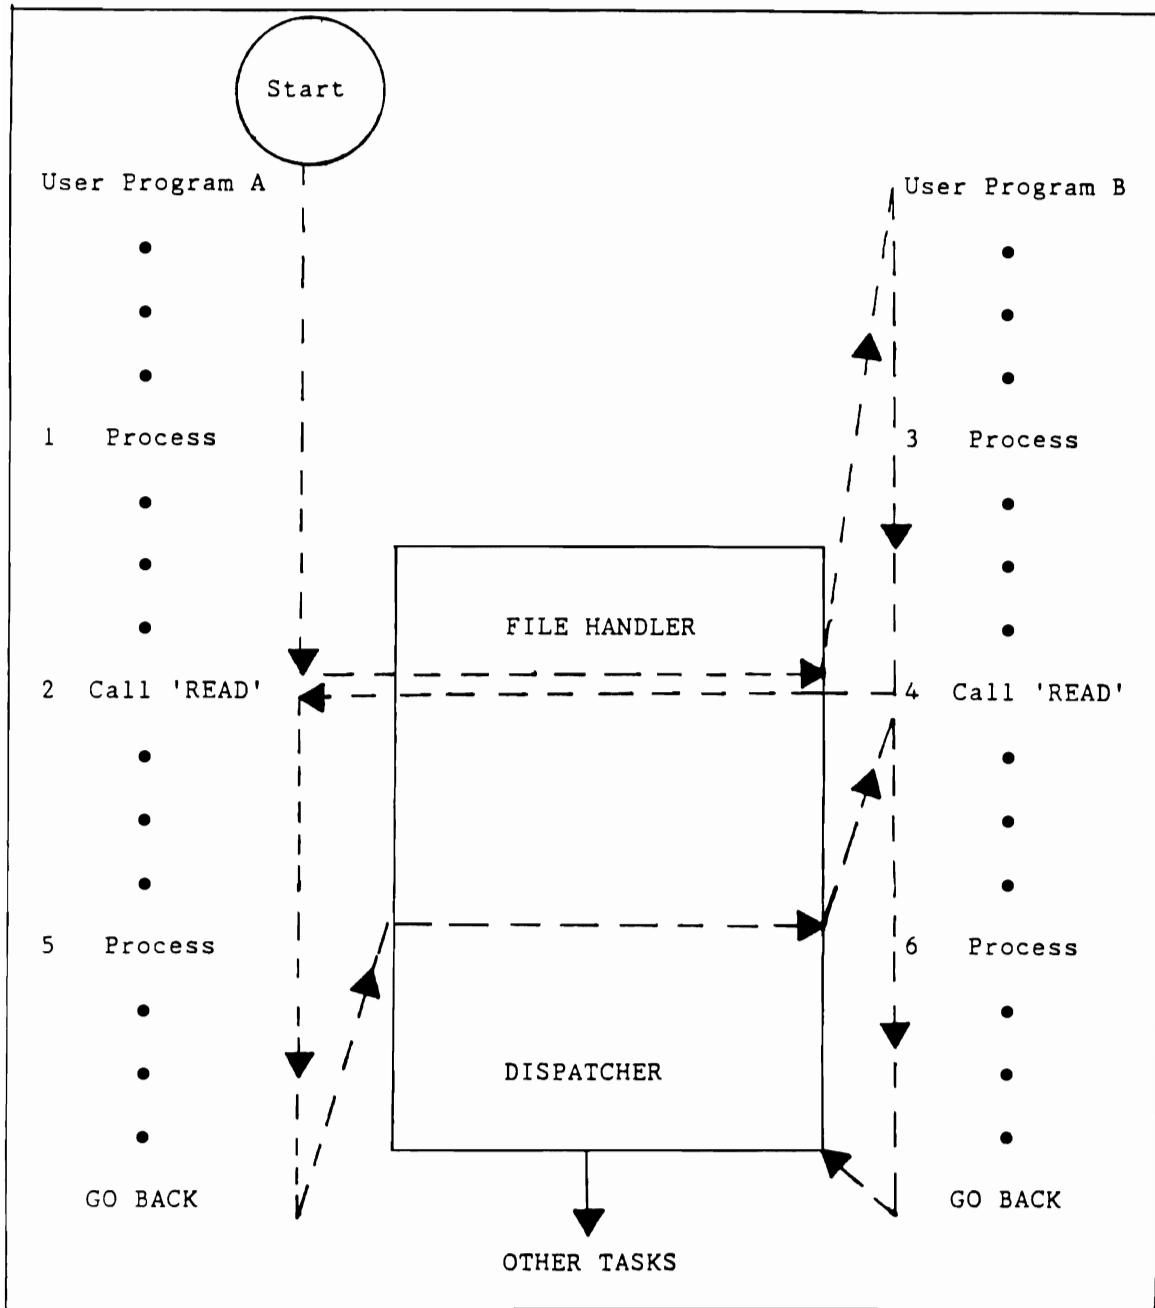 Start
User Program A
1 Process
2 Call 'READ'
5 Process
GO BACK
FILE HANDLER
DISPATCHER
OTHER TASKS
User Program B
3 Process
4 Call 'READ'
6 Process
GO BACK